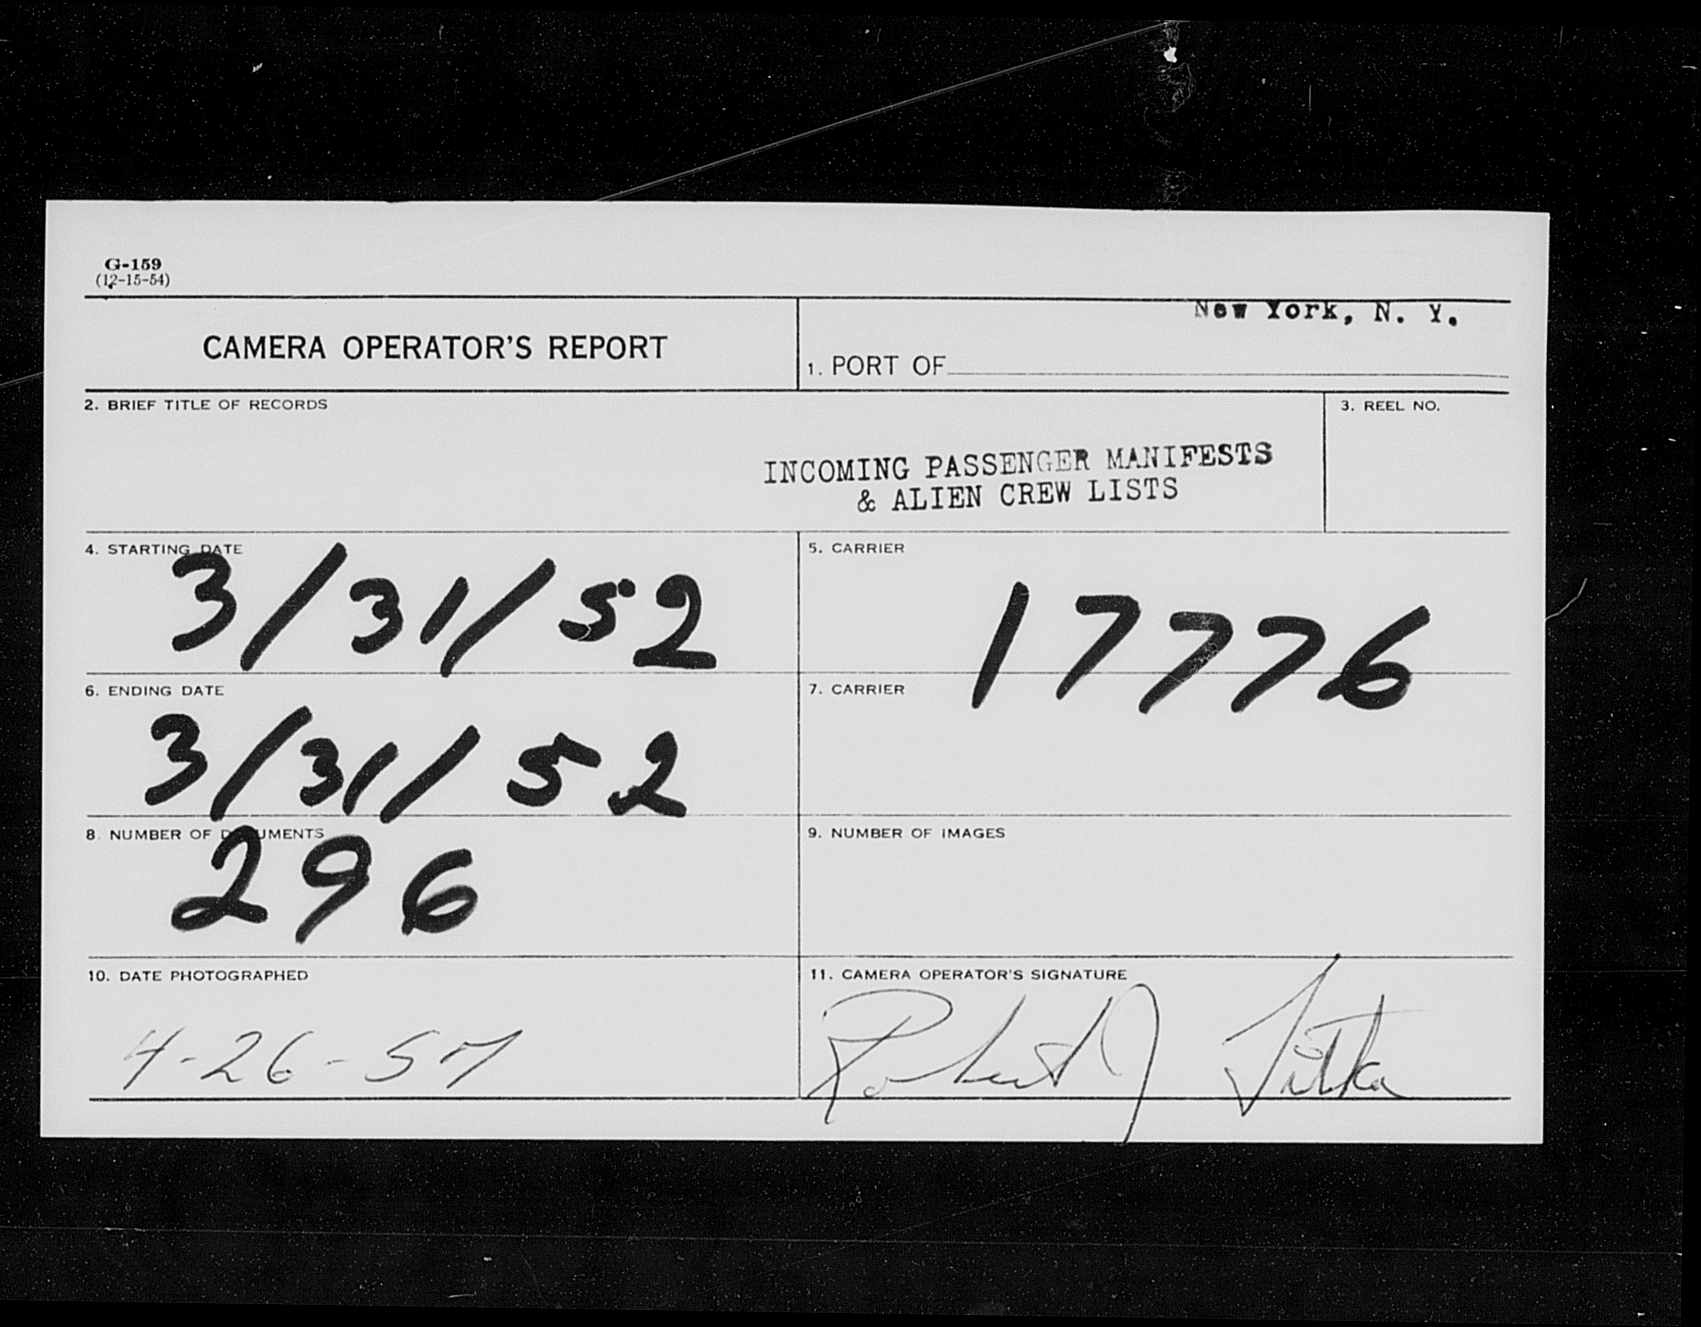 G-159
(12-15-54)
CAMERA OPERATOR'S REPORT
New York, N. Y.
1. PORT OF
2. BRIEF TITLE OF RECORDS
INCOMING PASSENGER MANIFESTS
& ALIEN CREW LISTS
3. REEL NO.
4. STARTING DATE
3/31/52
5. CARRIER
17776
6. ENDING DATE
3/31/52
7. CARRIER
8. NUMBER OF DOCUMENTS
296
9. NUMBER OF IMAGES
10. DATE PHOTOGRAPHED
4-26-57
11. CAMERA OPERATOR'S SIGNATURE
Robert J